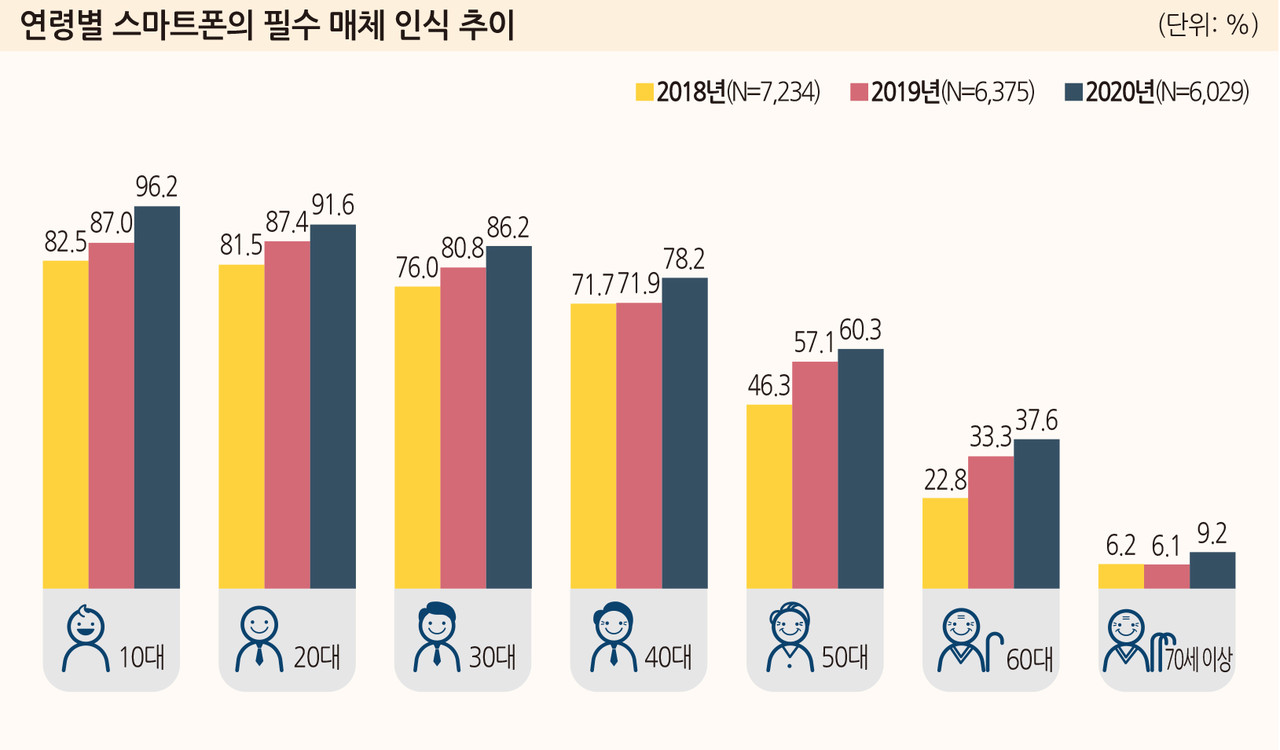 연령별 스마트폰의 필수 매체 인식 추이
(단위: %)
2018년(N=7,234) 2019년(N=6,375) 2020년(N=6,029)
82.5 87.0 96.2
81.5 87.4 91.6
76.0 80.8 86.2
71.7 71.9 78.2
46.3 57.1 60.3
22.8 33.3 37.6
6.2 6.1 9.2
10대 20대 30대 40대 50대 60대 70세 이상